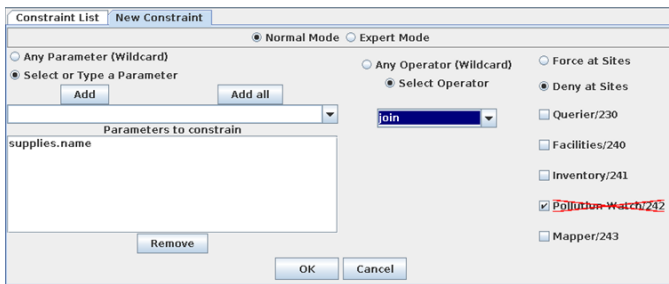 Constraint List New Constraint
Normal Mode Expert Mode
Any Parameter (Wildcard)
Select or Type a Parameter
Add Add all
Parameters to constrain
supplies.name
Remove
Any Operator (Wildcard)
Select Operator
join
Force at Sites
Deny at Sites
Querier/230
Facilities/240
Inventory/241
Pollution Watch/242
Mapper/243
OK Cancel